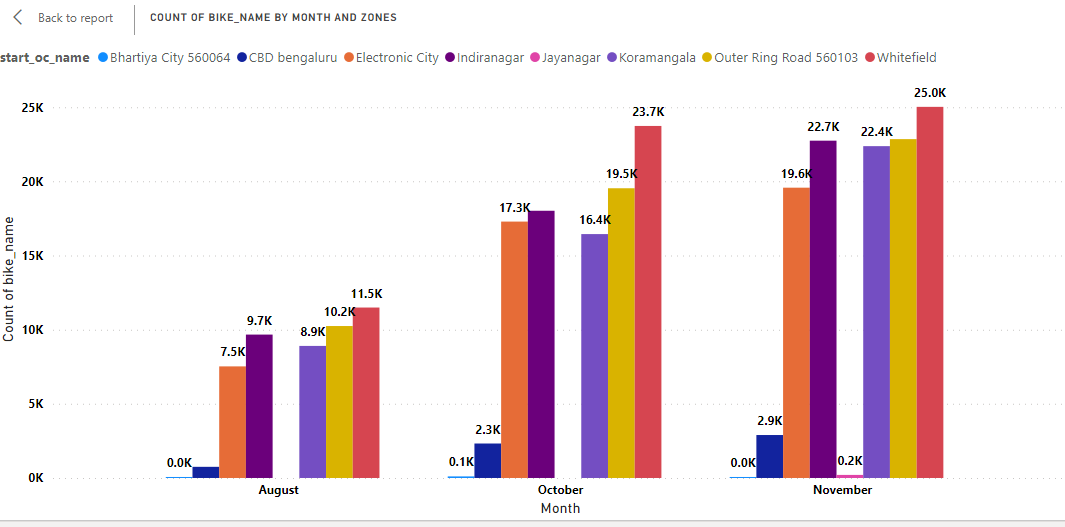 Back to report
COUNT OF BIKE_NAME BY MONTH AND ZONES
start_oc_name Bhartiya City 560064 CBD bengaluru Electronic City Indiranagar Jayanagar Koramangala Outer Ring Road 560103 Whitefield
Count of bike_name
25K
20K
15K
10K
5K
0K
0.0K
7.5K
9.7K
8.9K
10.2K
11.5K
0.1K
2.3K
17.3K
16.4K
19.5K
23.7K
0.0K
2.9K
19.6K
22.7K
0.2K
22.4K
25.0K
August October November
Month